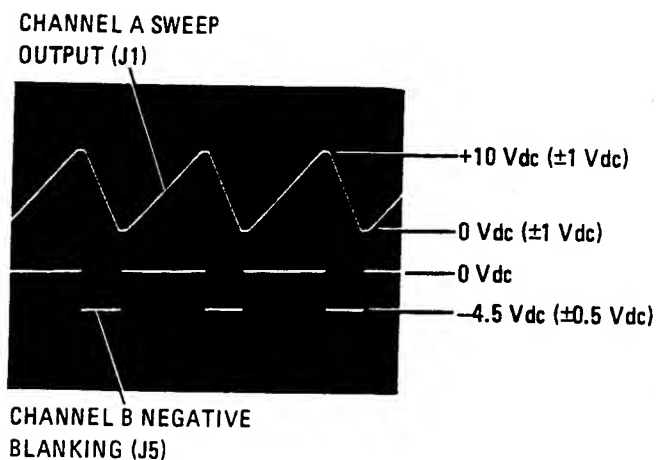 CHANNEL A SWEEP
OUTPUT (J1)
+10 Vdc (±1 Vdc)
0 Vdc (±1 Vdc)
0 Vdc
–4.5 Vdc (±0.5 Vdc)
CHANNEL B NEGATIVE
BLANKING (J5)